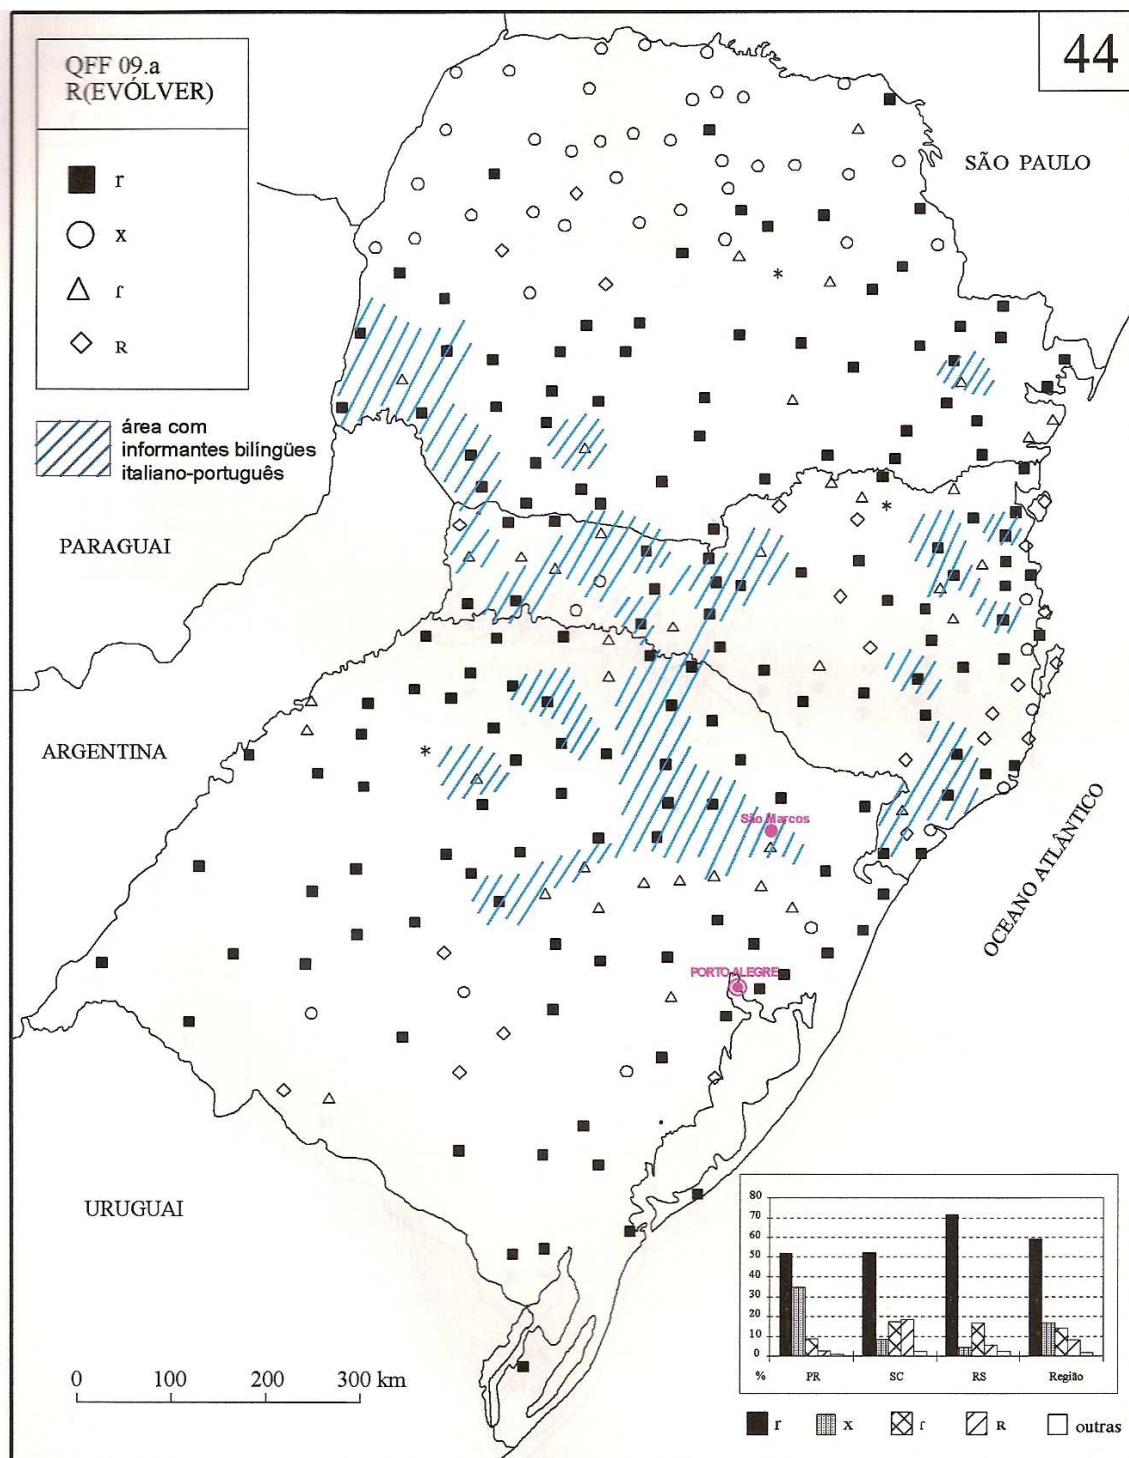 QFF 09.a
R(EVÓLVER)
44
r
x
ɾ
ʀ
área com
informantes bilíngües
italiano-português
SÃO PAULO
PARAGUAI
ARGENTINA
São Marcos
OCEANO ATLÂNTICO
PORTO ALEGRE
URUGUAI
0 100 200 300 km
80
70
60
50
40
30
20
10
0
% PR SC RS Região
r x ɾ ʀ outras